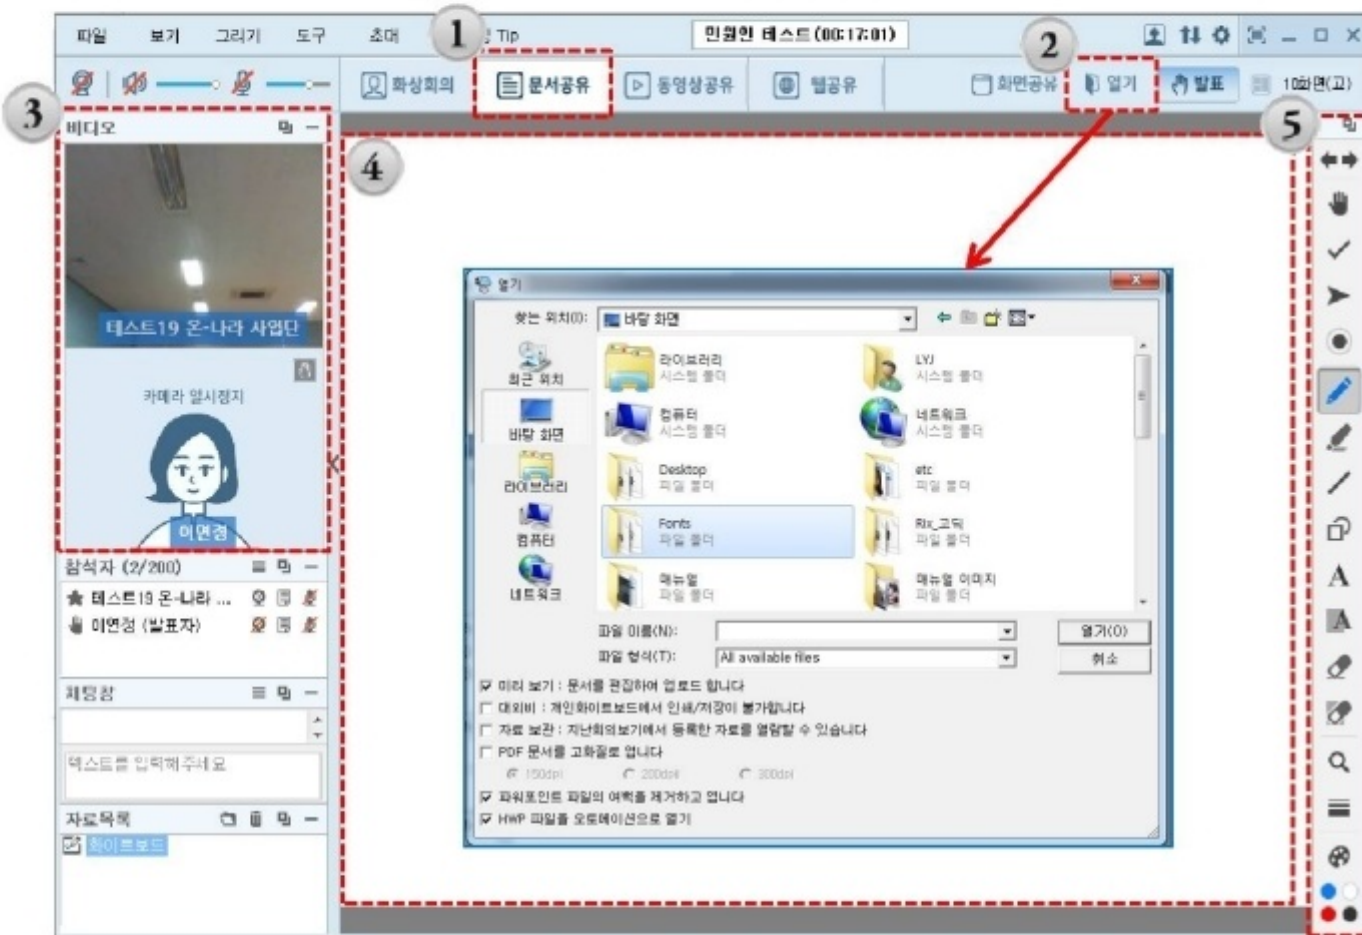 파일 보기 그리기 도구 초대 1 Tip 민원인 테스트(00:17:01) 2
화상회의 문서공유 동영상공유 웹공유 화면공유 열기 발표 10화면(고)
3
비디오
4
5
테스트19 온-나라 사업단
카메라 일시정지
이연경
참석자 (2/200)
테스트19 온-나라 ...
이연정 (발표자)
채팅창
텍스트를 입력해주세요
자료목록
화이트보드
열기
찾는 위치(I): 바탕 화면
최근 위치
바탕 화면
라이브러리
컴퓨터
네트워크
라이브러리
시스템 폴더
LYJ
시스템 폴더
컴퓨터
시스템 폴더
네트워크
시스템 폴더
Desktop
파일 폴더
etc
파일 폴더
Fonts
파일 폴더
Rix_고딕
파일 폴더
매뉴얼
파일 폴더
매뉴얼 이미지
파일 폴더
파일 이름(N): 열기(O)
파일 형식(T): All available files 취소
미리 보기 : 문서를 편집하여 업로드 합니다
대외비 : 개인화이트보드에서 인쇄/저장이 불가합니다
자료 보관 : 지난회의보기에서 등록한 자료를 열람할 수 있습니다
PDF 문서를 고화질로 엽니다
150dpi 200dpi 300dpi
파워포인트 파일의 여백을 제거하고 엽니다
HWP 파일을 오토메이션으로 열기
A
A